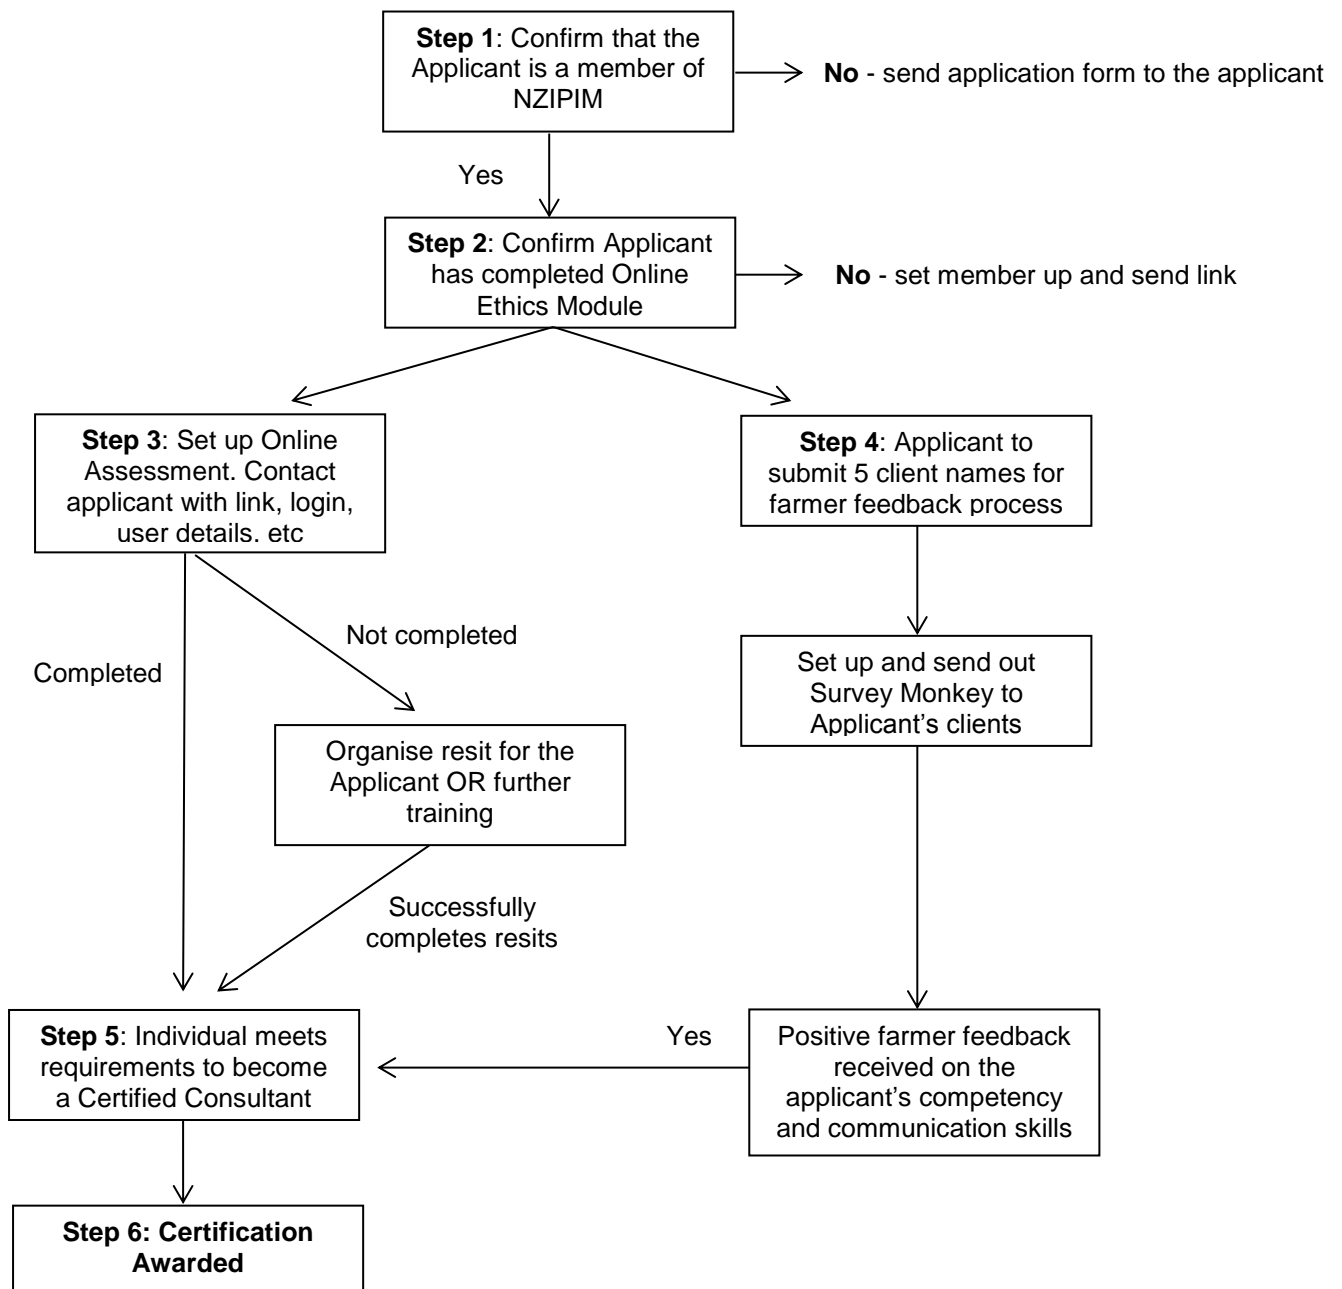 Step 1: Confirm that the
Applicant is a member of
NZIPIM
No - send application form to the applicant
Yes
Step 2: Confirm Applicant
has completed Online
Ethics Module
No - set member up and send link
Step 3: Set up Online
Assessment. Contact
applicant with link, login,
user details. etc
Step 4: Applicant to
submit 5 client names for
farmer feedback process
Not completed
Completed
Set up and send out
Survey Monkey to
Applicant’s clients
Organise resit for the
Applicant OR further
training
Successfully
completes resits
Step 5: Individual meets
requirements to become
a Certified Consultant
Yes
Positive farmer feedback
received on the
applicant’s competency
and communication skills
Step 6: Certification
Awarded